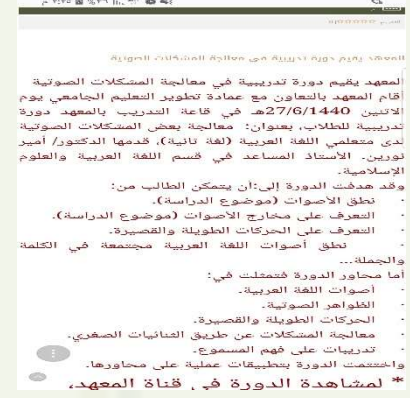 المعهد يقيم دورة تدريبية في معالجة المشكلات الصوتية
المعهد يقيم دورة تدريبية في معالجة المشكلات الصوتية
أقام المعهد بالتعاون مع عمادة تطوير التعليم الجامعي يوم
الاثنين 27/6/1440هـ في قاعة التدريب بالمعهد دورة
تدريبية للطلاب، بعنوان: معالجة بعض المشكلات الصوتية
لدى متعلمي اللغة العربية (لغة ثانية)، قدمها الدكتور/ أمير
نورين. الأستاذ المساعد في قسم اللغة العربية والعلوم
الإسلامية.
وقد هدفت الدورة إلى:أن يتمكن الطالب من:
· نطق الأصوات (موضوع الدراسة).
· التعرف على مخارج الأصوات (موضوع الدراسة).
· التعرف على الحركات الطويلة والقصيرة.
· نطق أصوات اللغة العربية مجتمعة في الكلمة
والجملة...
أما محاور الدورة فتمثلت في:
· أصوات اللغة العربية.
· الظواهر الصوتية.
· الحركات الطويلة والقصيرة.
· معالجة المشكلات عن طريق الثنائيات الصغري.
· تدريبات على فهم المسموع.
واختتمت الدورة بتطبيقات عملية على محاورها.
* لمشاهدة الدورة في قناة المعهد،